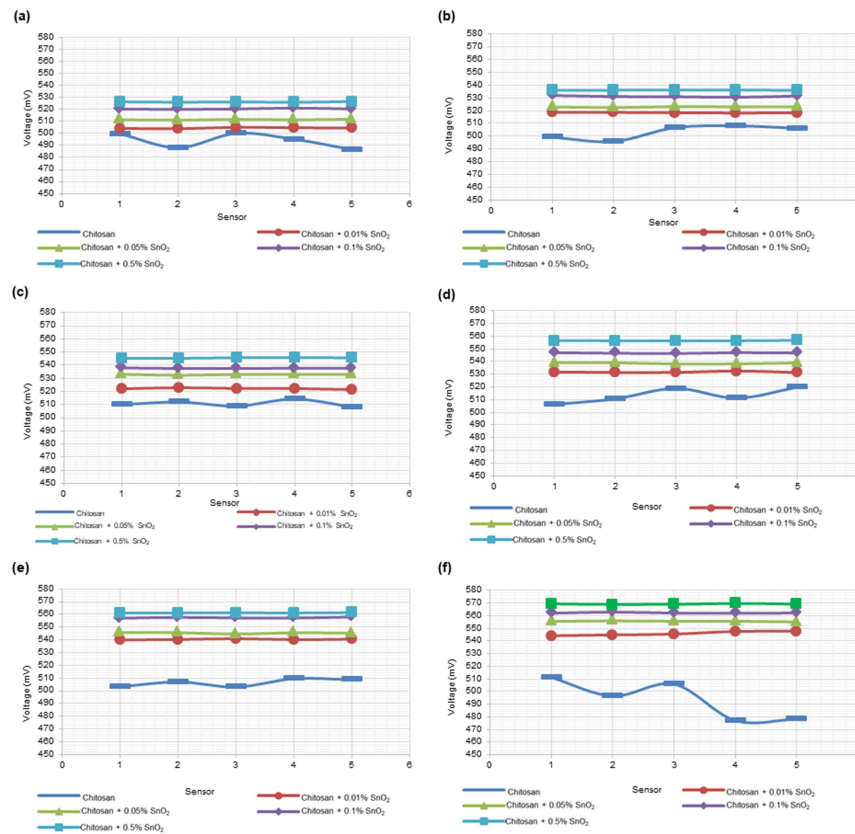 (a)
Voltage (mV)
580
570
560
550
540
530
520
510
500
490
480
470
460
450
0 1 2 3 4 5 6
Sensor
Chitosan
Chitosan + 0.01% SnO₂
Chitosan + 0.05% SnO₂
Chitosan + 0.1% SnO₂
Chitosan + 0.5% SnO₂
(b)
Voltage (mV)
580
570
560
550
540
530
520
510
500
490
480
470
460
450
0 1 2 3 4 5 6
Sensor
Chitosan
Chitosan + 0.01% SnO₂
Chitosan + 0.05% SnO₂
Chitosan + 0.1% SnO₂
Chitosan + 0.5% SnO₂
(c)
Voltage (mV)
580
570
560
550
540
530
520
510
500
490
480
470
460
450
0 1 2 3 4 5 6
Sensor
Chitosan
Chitosan + 0.01% SnO₂
Chitosan + 0.05% SnO₂
Chitosan + 0.1% SnO₂
Chitosan + 0.5% SnO₂
(d)
Voltage (mV)
580
570
560
550
540
530
520
510
500
490
480
470
460
450
0 1 2 3 4 5 6
Sensor
Chitosan
Chitosan + 0.01% SnO₂
Chitosan + 0.05% SnO₂
Chitosan + 0.1% SnO₂
Chitosan + 0.5% SnO₂
(e)
Voltage (mV)
580
570
560
550
540
530
520
510
500
490
480
470
460
450
0 1 2 3 4 5 6
Sensor
Chitosan
Chitosan + 0.01% SnO₂
Chitosan + 0.05% SnO₂
Chitosan + 0.1% SnO₂
Chitosan + 0.5% SnO₂
(f)
Voltage (mV)
580
570
560
550
540
530
520
510
500
490
480
470
460
450
0 1 2 3 4 5 6
Sensor
Chitosan
Chitosan + 0.01% SnO₂
Chitosan + 0.05% SnO₂
Chitosan + 0.1% SnO₂
Chitosan + 0.5% SnO₂